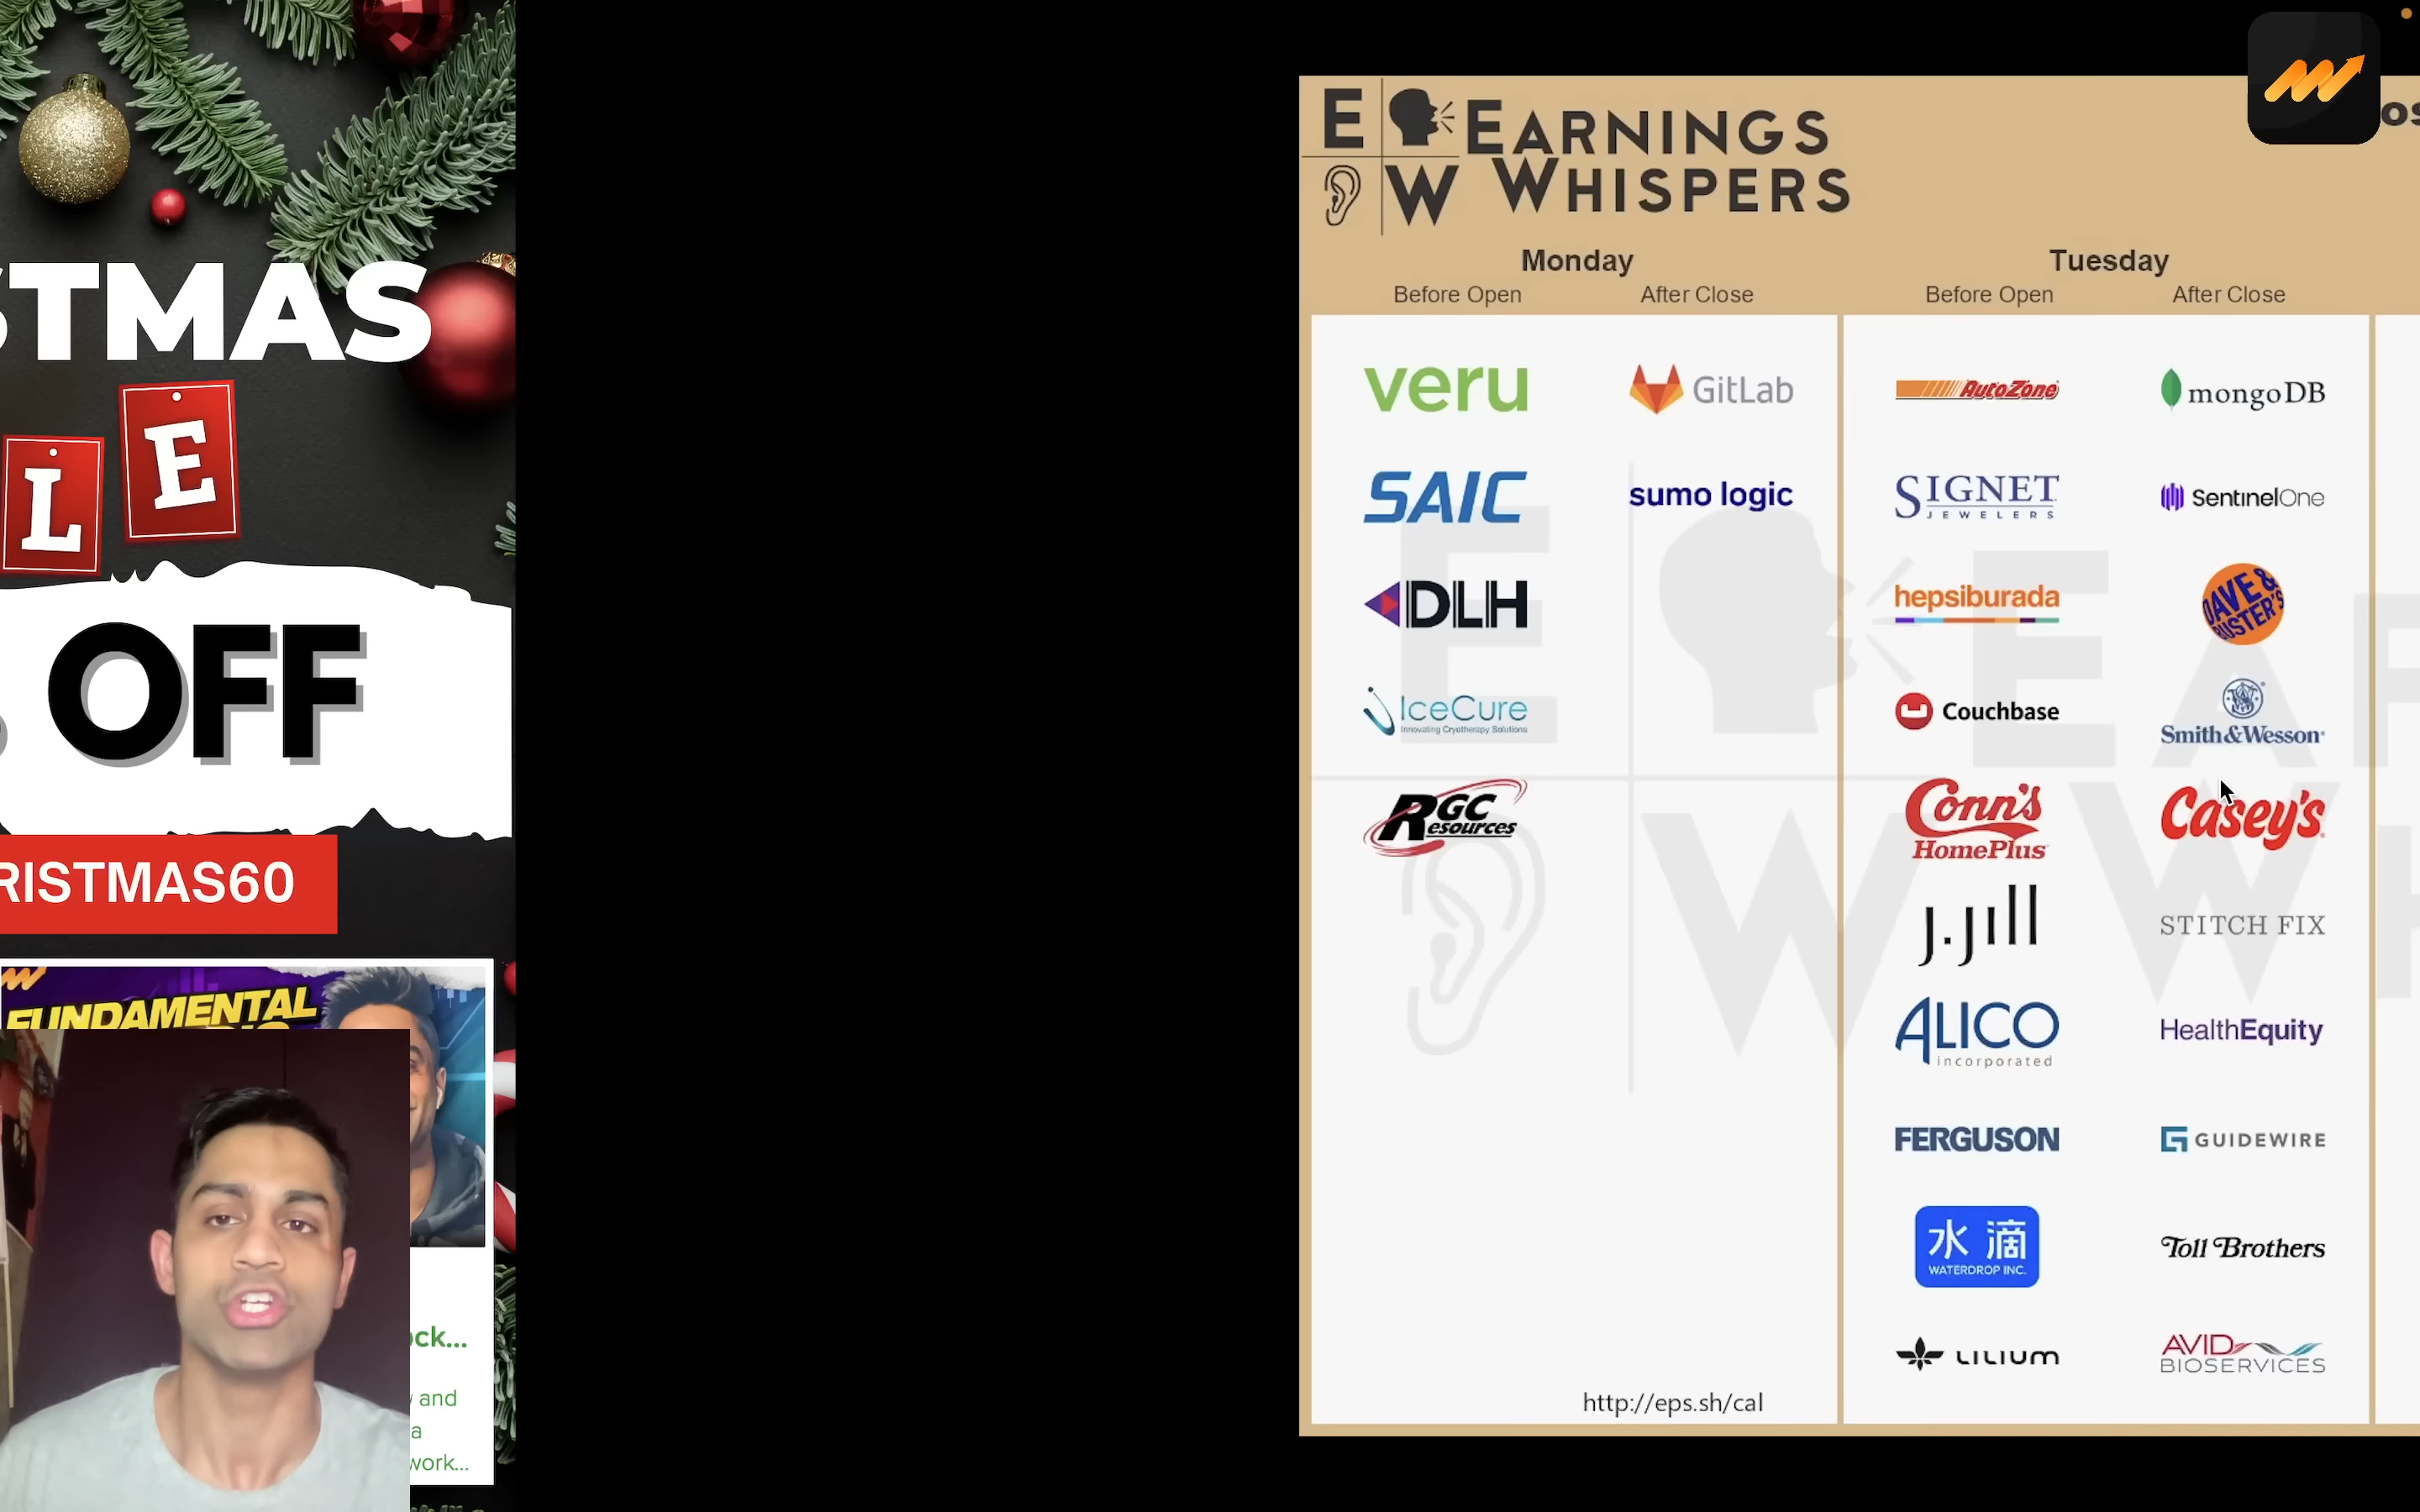 STMAS
L E
OFF
RISTMAS60
FUNDAMENTAL
ck...
and
a
work...
E EARNINGS
W WHISPERS
Monday
Tuesday
Before Open
After Close
Before Open
After Close
veru
GitLab
AutoZone
mongoDB
SAIC
sumo logic
SIGNET
JEWELERS
SentinelOne
DLH
hepsiburada
DAVE &
BUSTER'S
IceCure
Innovating Cryotherapy Solutions
Couchbase
Smith&Wesson
RGC
Resources
Conn's
HomePlus
Casey's
J.Jill
STITCH FIX
ALICO
incorporated
HealthEquity
FERGUSON
GUIDEWIRE
水滴
WATERDROP INC.
Toll Brothers
LILIUM
AVID
BIOSERVICES
http://eps.sh/cal